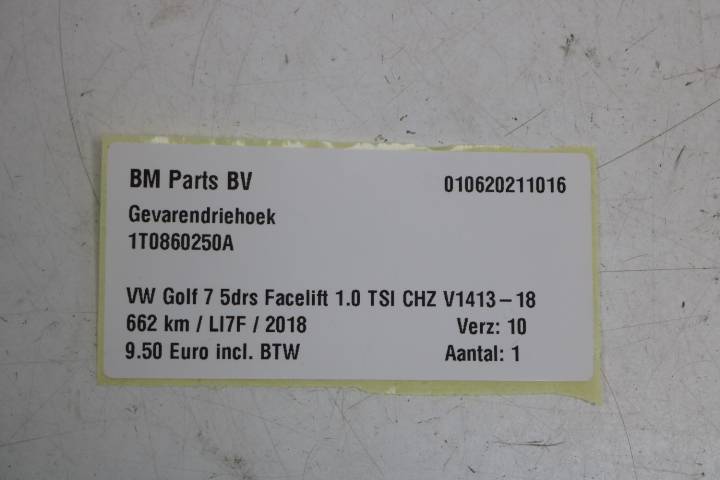 BM Parts BV 010620211016
Gevarendriehoek
1T0860250A
VW Golf 7 5drs Facelift 1.0 TSI CHZ V1413-18
662 km / LI7F / 2018 Verz: 10
9.50 Euro incl. BTW Aantal: 1